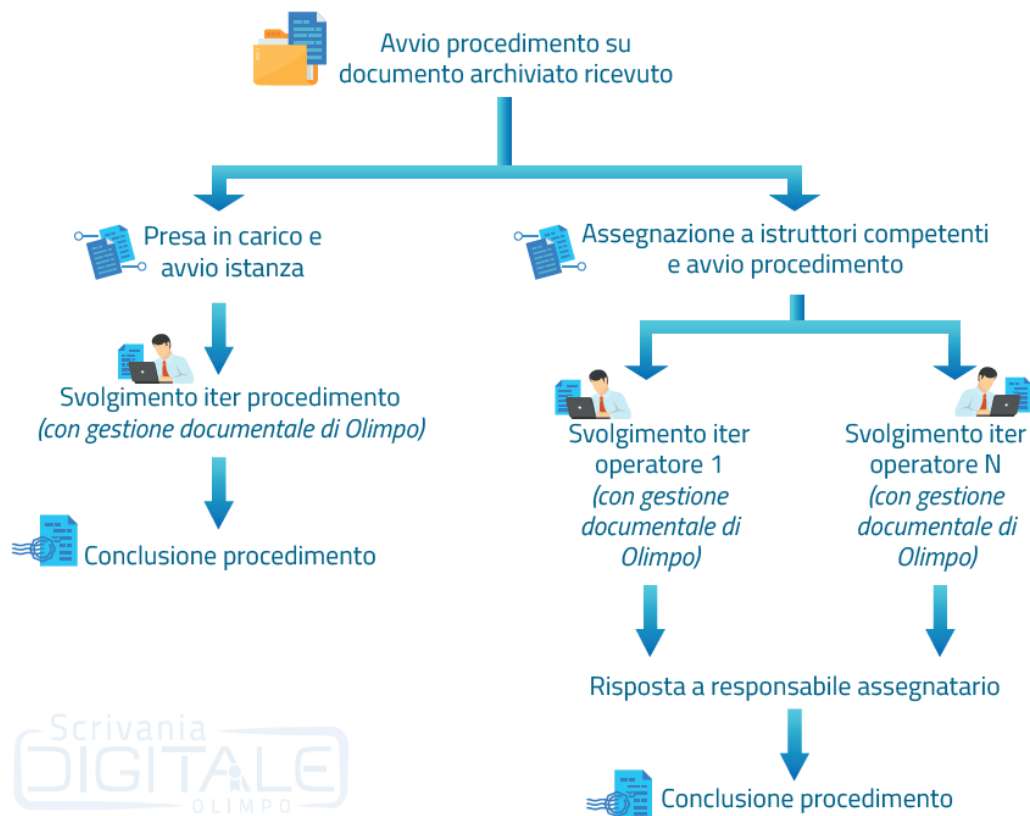 Avvio procedimento su
documento archiviato ricevuto
Presa in carico e
avvio istanza
Assegnazione a istruttori competenti
e avvio procedimento
Svolgimento iter procedimento
(con gestione documentale di Olimpo)
Svolgimento iter
operatore 1
(con gestione
documentale di
Olimpo)
Svolgimento iter
operatore N
(con gestione
documentale di
Olimpo)
Conclusione procedimento
Risposta a responsabile assegnatario
Conclusione procedimento
Scrivania
DIGITALE
OLIMPO